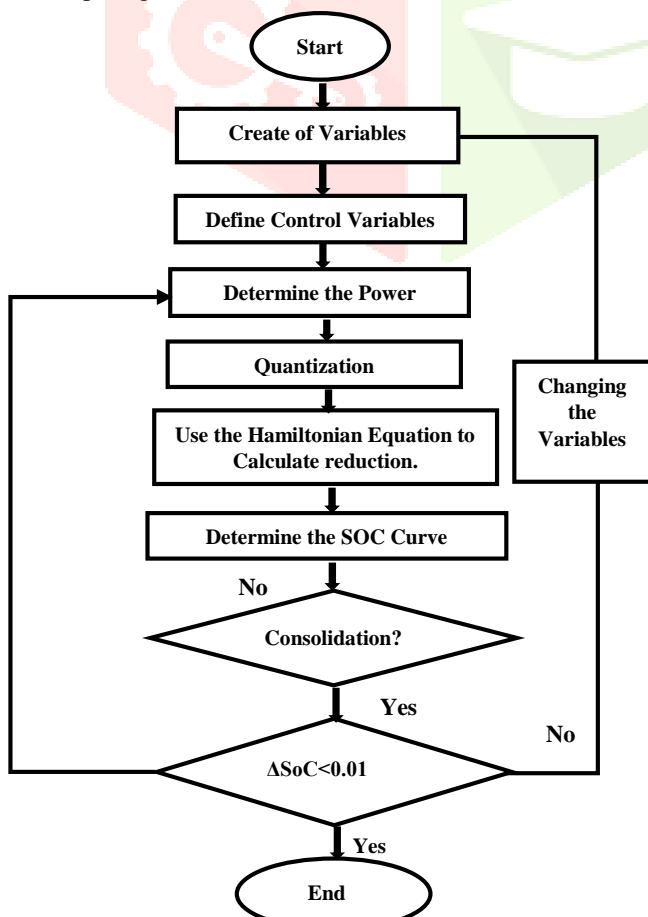 Start
Create of Variables
Define Control Variables
Determine the Power
Quantization
Changing
the
Variables
Use the Hamiltonian Equation to
Calculate reduction.
Determine the SOC Curve
No
Consolidation?
Yes
No
ΔSoC<0.01
Yes
End